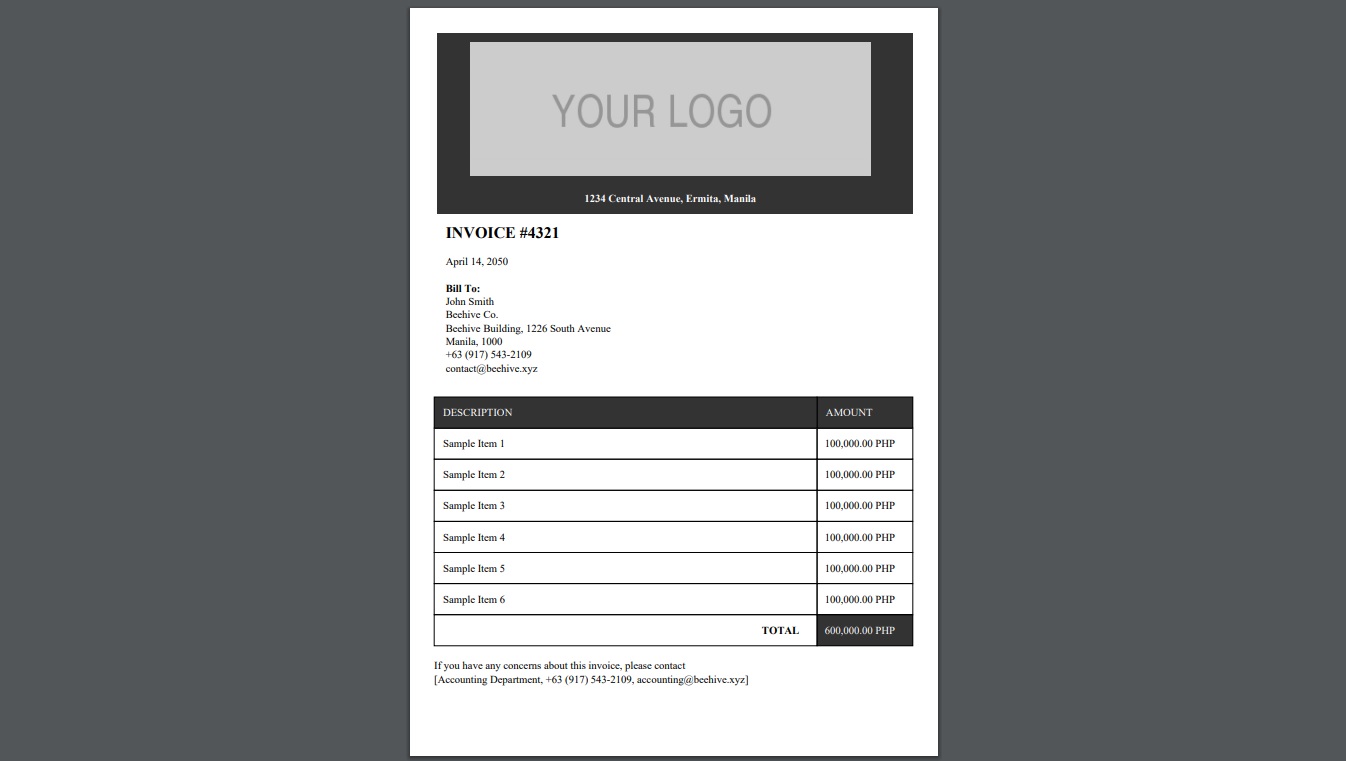 YOUR LOGO
1234 Central Avenue, Ermita, Manila
INVOICE #4321
April 14, 2050
Bill To:
John Smith
Beehive Co.
Beehive Building, 1226 South Avenue
Manila, 1000
+63 (917) 543-2109
contact@beehive.xyz
DESCRIPTION AMOUNT
Sample Item 1 100,000.00 PHP
Sample Item 2 100,000.00 PHP
Sample Item 3 100,000.00 PHP
Sample Item 4 100,000.00 PHP
Sample Item 5 100,000.00 PHP
Sample Item 6 100,000.00 PHP
TOTAL 600,000.00 PHP
If you have any concerns about this invoice, please contact
[Accounting Department, +63 (917) 543-2109, accounting@beehive.xyz]